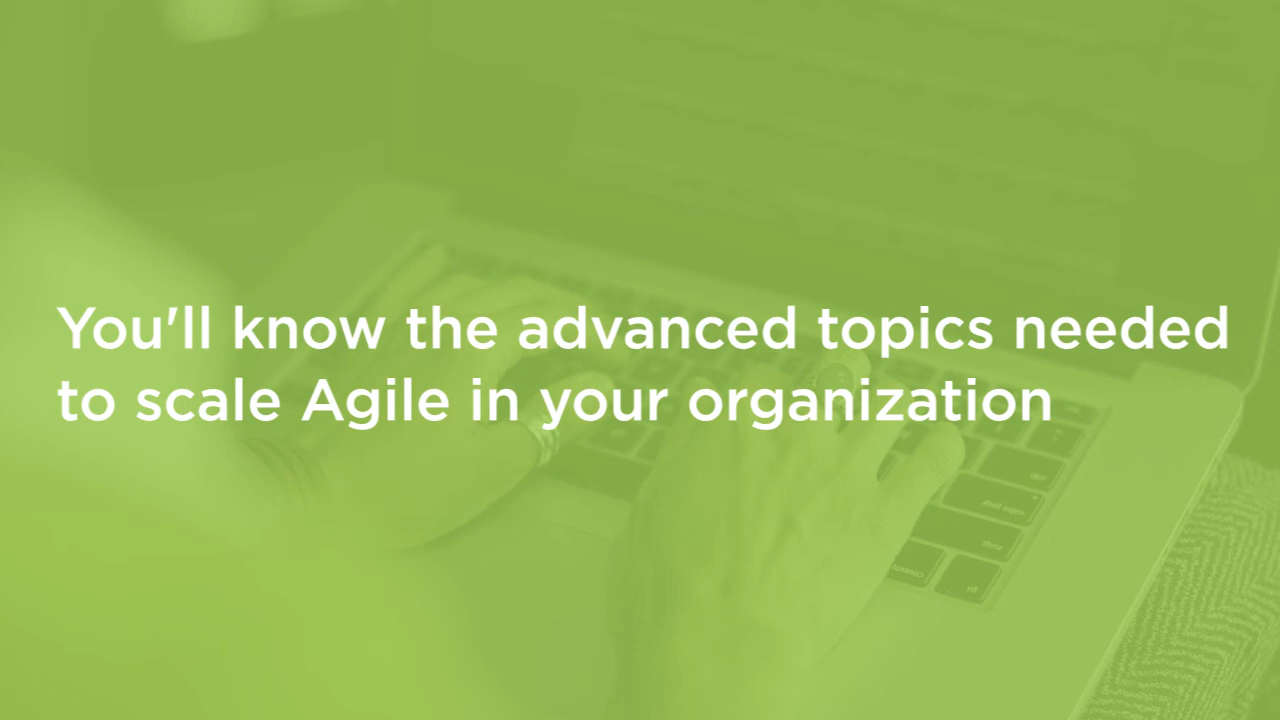 You'll know the advanced topics needed
to scale Agile in your organization